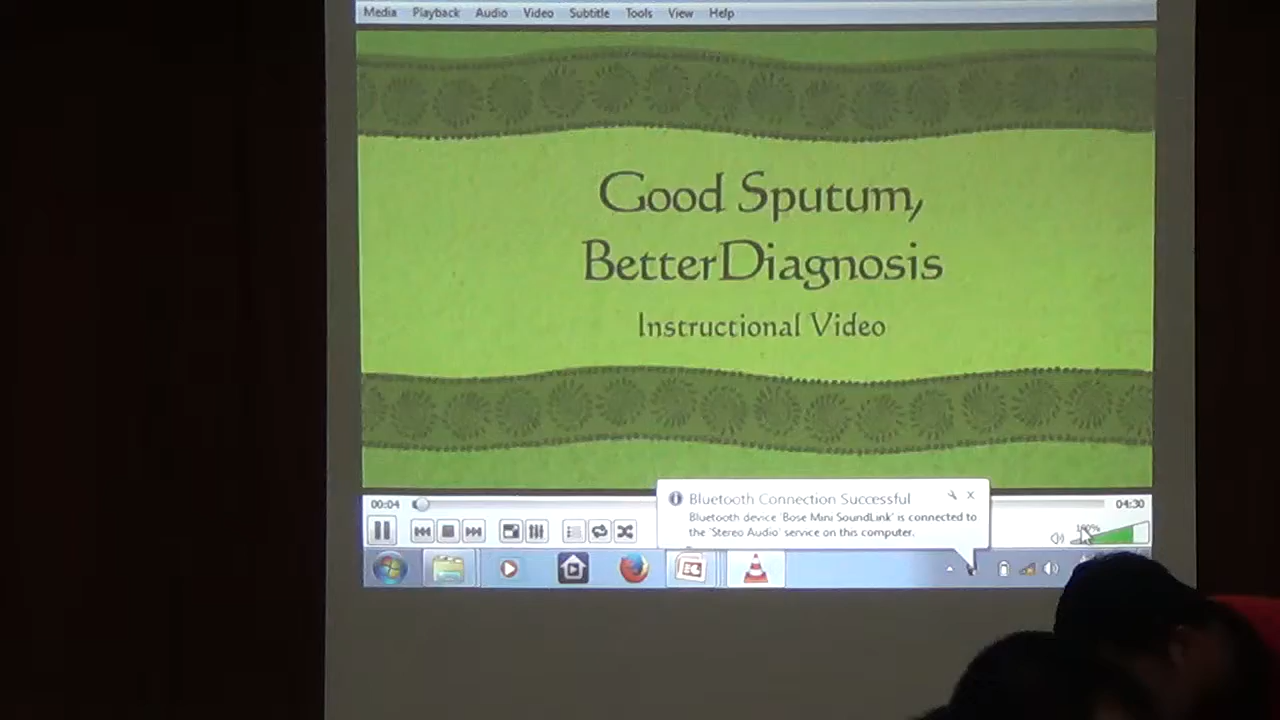 Media Playback Audio Video Subtitle Tools View Help
Good Sputum,
BetterDiagnosis
Instructional Video
00:04
04:30
Bluetooth Connection Successful
Bluetooth device 'Bose Mini SoundLink' is connected to
the 'Stereo Audio' service on this computer.
100%